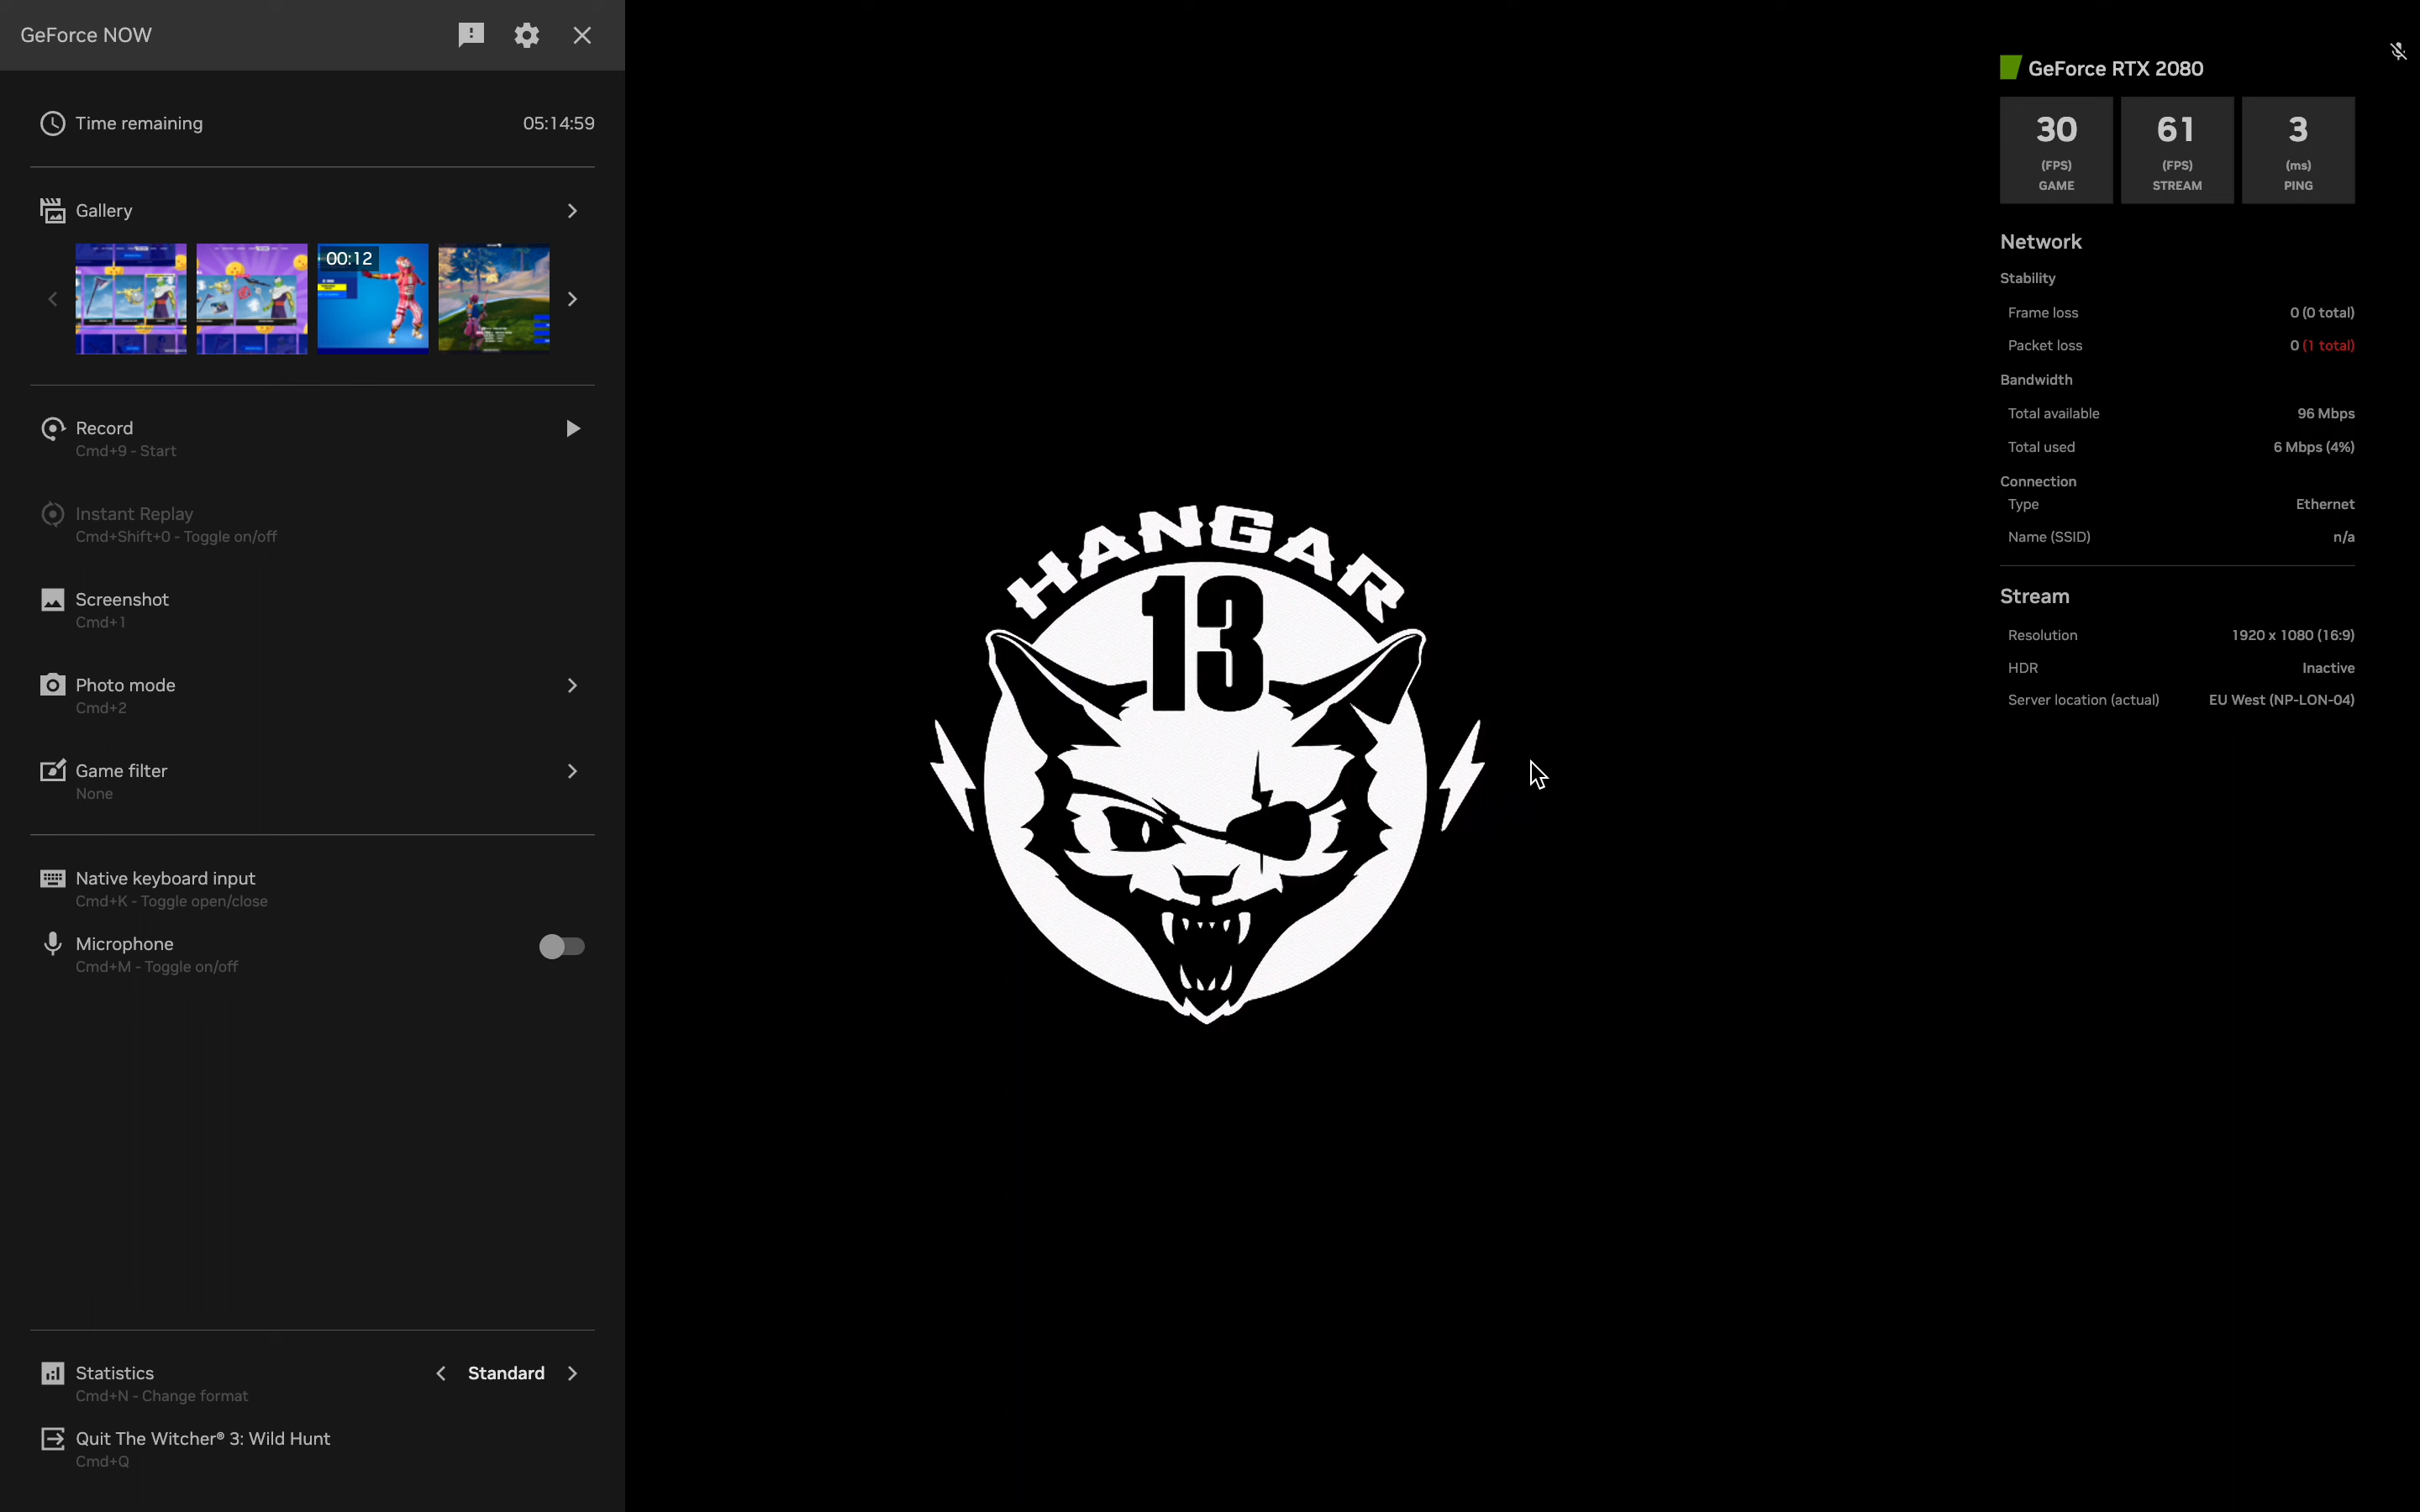 GeForce NOW
Time remaining 05:14:59
Gallery
00:12
Record
Cmd+9 - Start
Instant Replay
Cmd+Shift+0 - Toggle on/off
Screenshot
Cmd+1
Photo mode
Cmd+2
Game filter
None
Native keyboard input
Cmd+K - Toggle open/close
Microphone
Cmd+M - Toggle on/off
Statistics Standard
Cmd+N - Change format
Quit The Witcher® 3: Wild Hunt
Cmd+Q
HANGAR
13
GeForce RTX 2080
30 61 3
(FPS) (FPS) (ms)
GAME STREAM PING
Network
Stability
Frame loss 0 (0 total)
Packet loss 0 (1 total)
Bandwidth
Total available 96 Mbps
Total used 6 Mbps (4%)
Connection
Type Ethernet
Name (SSID) n/a
Stream
Resolution 1920 x 1080 (16:9)
HDR Inactive
Server location (actual) EU West (NP-LON-04)